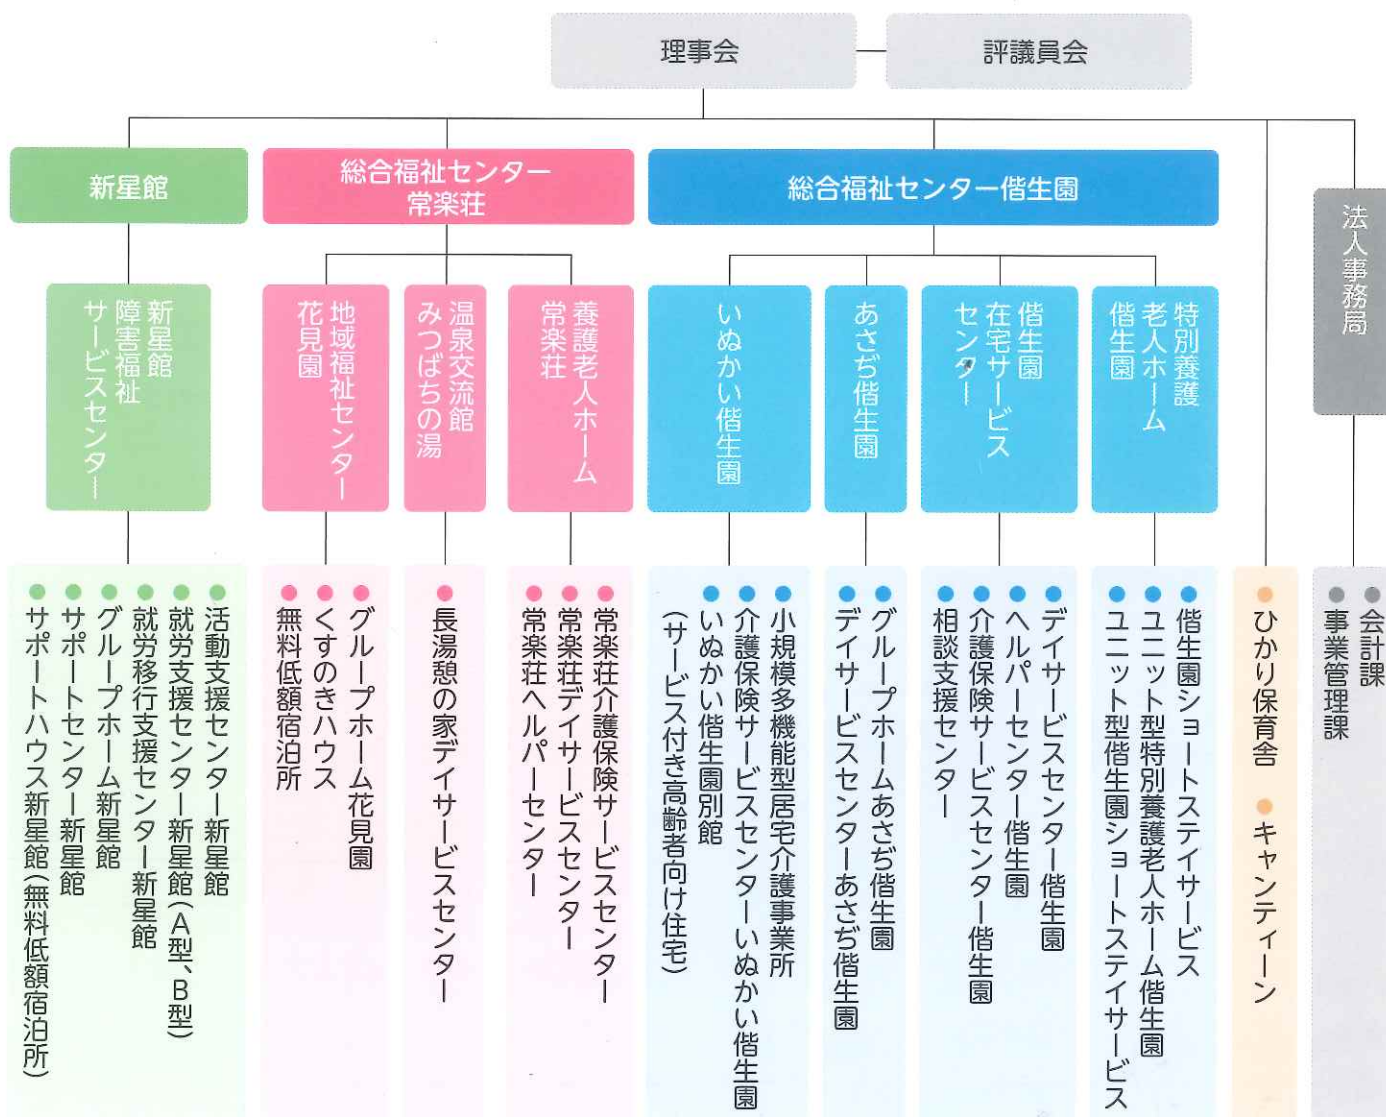 理事会
評議員会
新星館
総合福祉センター
常楽荘
総合福祉センター偕生園
法人事務局
新星館
障害福祉
サービスセンター
地域福祉センター
花見園
温泉交流館
みつばちの湯
養護老人ホーム
常楽荘
いぬかい偕生園
あさぢ偕生園
偕生園
在宅サービス
センター
特別養護
老人ホーム
偕生園
●活動支援センター新星館
●就労支援センター新星館(A型、B型)
●就労移行支援センター新星館
●グループホーム新星館
●サポートセンター新星館
●サポートハウス新星館(無料低額宿泊所)
●グループホーム花見園
●くすのきハウス
●無料低額宿泊所
●長湯憩の家デイサービスセンター
●常楽荘介護保険サービスセンター
●常楽荘デイサービスセンター
●常楽荘ヘルパーセンター
●小規模多機能型居宅介護事業所
●介護保険サービスセンターいぬかい偕生園
●いぬかい偕生園別館
(サービス付き高齢者向け住宅)
●グループホームあさぢ偕生園
●デイサービスセンターあさぢ偕生園
●デイサービスセンター偕生園
●ヘルパーセンター偕生園
●介護保険サービスセンター偕生園
●相談支援センター
●偕生園ショートステイサービス
●ユニット型特別養護老人ホーム偕生園
●ユニット型偕生園ショートステイサービス
●ひかり保育舎 ●キャンティーン
●会計課
●事業管理課